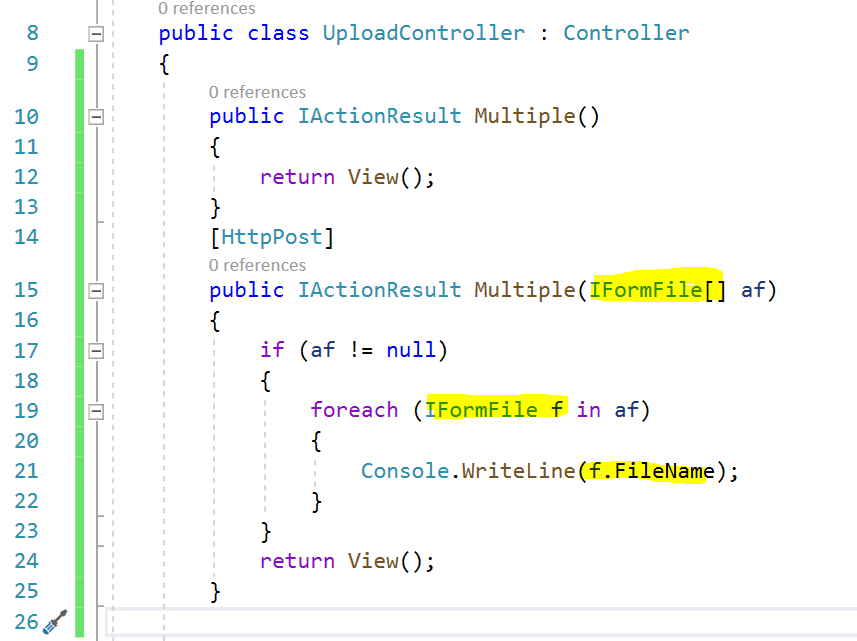 0 references
8 public class UploadController : Controller
9 {
0 references
10 public IActionResult Multiple()
11 {
12 return View();
13 }
14 [HttpPost]
0 references
15 public IActionResult Multiple(IFormFile[] af)
16 {
17 if (af != null)
18 {
19 foreach (IFormFile f in af)
20 {
21 Console.WriteLine(f.FileName);
22 }
23 }
24 return View();
25 }
26